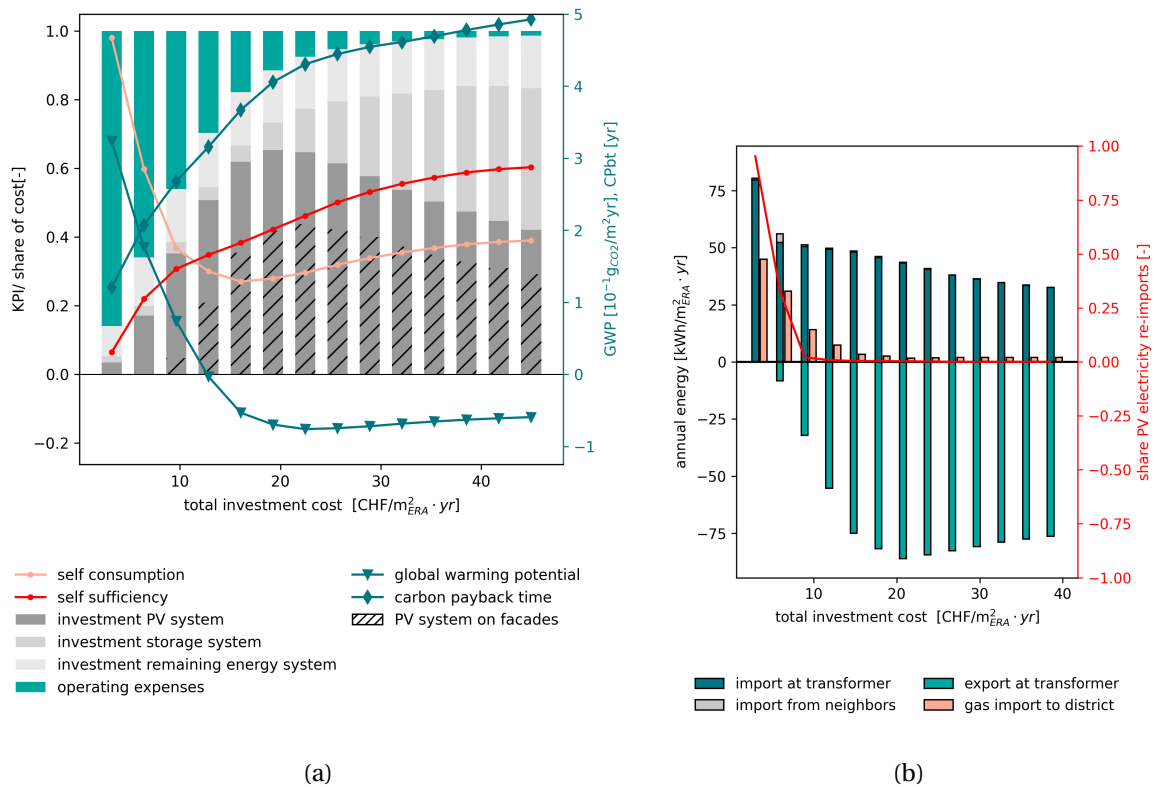 1.0
0.8
0.6
0.4
0.2
0.0
−0.2
KPI/ share of cost[-]
10
20
30
40
total investment cost [CHF/m²_ERA · yr]
5
4
3
2
1
0
−1
GWP [10⁻¹g_CO2/m²yr], CPbt [yr]
self consumption
self sufficiency
investment PV system
investment storage system
investment remaining energy system
operating expenses
global warming potential
carbon payback time
PV system on facades
(a)
75
50
25
0
−25
−50
−75
annual energy [kWh/m²_ERA · yr]
10
20
30
40
total investment cost [CHF/m²_ERA · yr]
1.00
0.75
0.50
0.25
0.00
−0.25
−0.50
−0.75
−1.00
share PV electricity re-imports [-]
import at transformer
import from neighbors
export at transformer
gas import to district
(b)